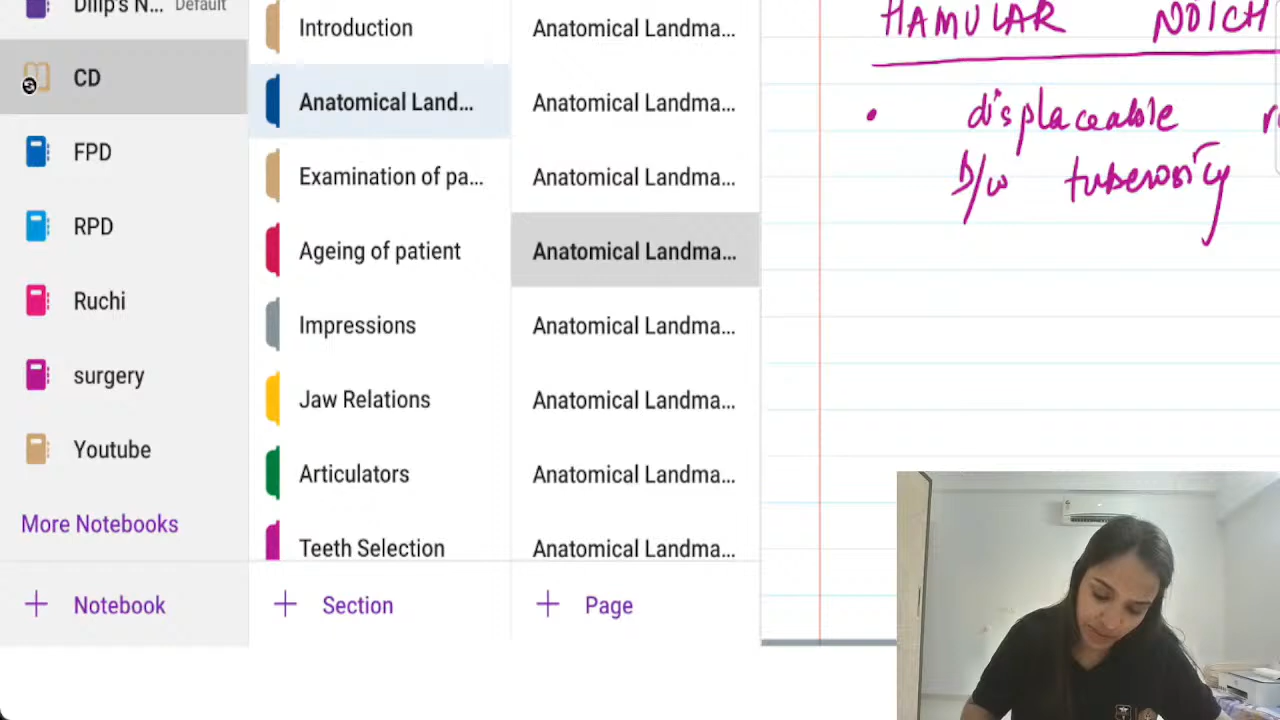 Dilip's N... Default
CD
FPD
RPD
Ruchi
surgery
Youtube
More Notebooks
Notebook
Introduction
Anatomical Land...
Examination of pa...
Ageing of patient
Impressions
Jaw Relations
Articulators
Teeth Selection
Section
Anatomical Landma...
Anatomical Landma...
Anatomical Landma...
Anatomical Landma...
Anatomical Landma...
Anatomical Landma...
Anatomical Landma...
Anatomical Landma...
Page
HAMULAR NOTCH
• displaceable
b/w tuberosity